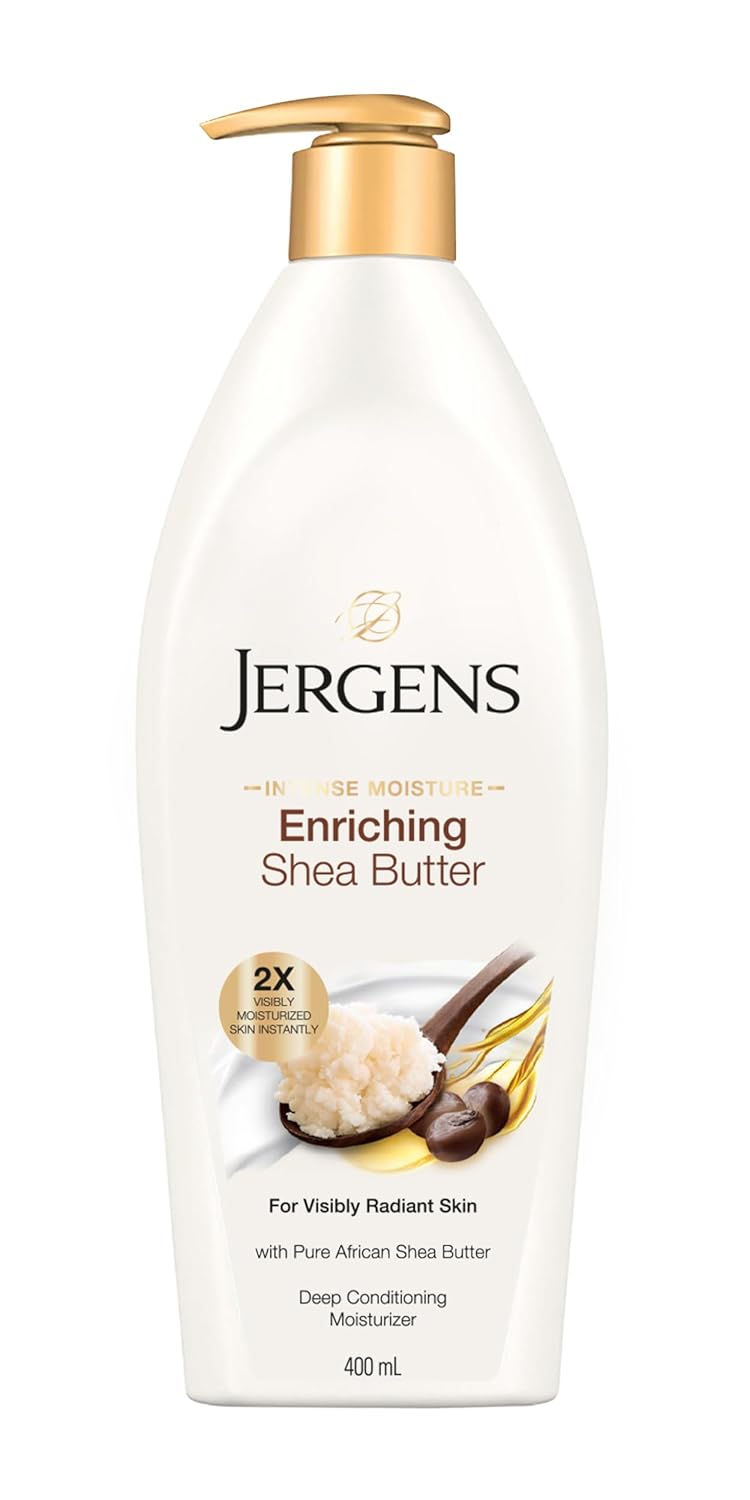 JERGENS
INTENSE MOISTURE
Enriching
Shea Butter
2X
VISIBLY
MOISTURIZED
SKIN INSTANTLY
For Visibly Radiant Skin
with Pure African Shea Butter
Deep Conditioning
Moisturizer
400 mL